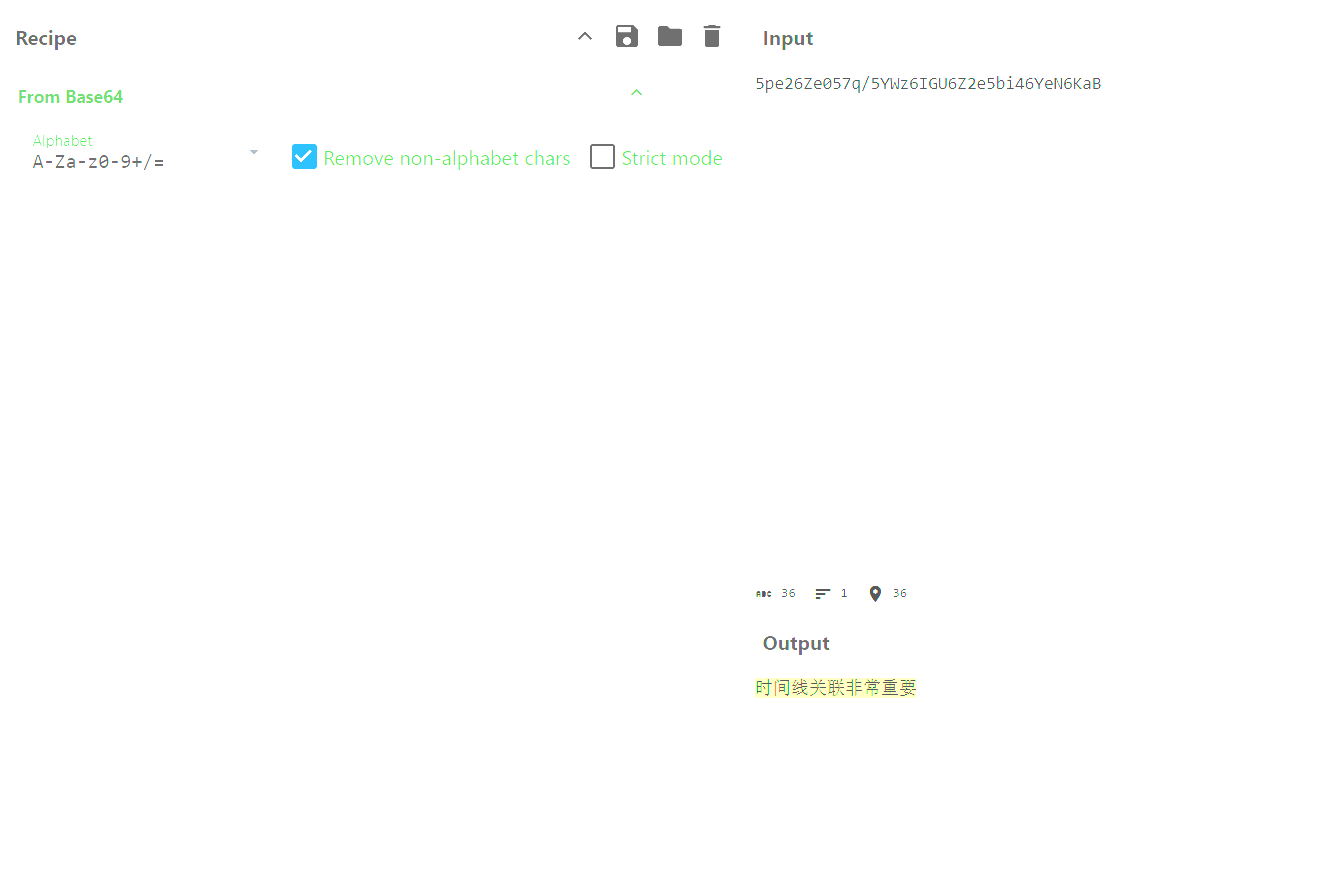 Recipe
From Base64
Alphabet
A-Za-z0-9+/=
Remove non-alphabet chars
Strict mode
Input
5pe26Ze057q/5YWz6IGU6Z2e5bi46YeN6KaB
ABC 36 1 36
Output
时间线关联非常重要